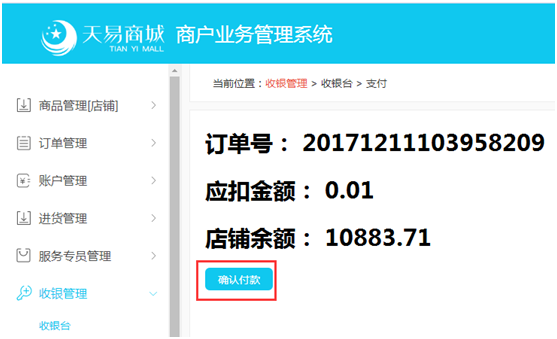 天易商城
TIAN YI MALL
商户业务管理系统
当前位置：收银管理 > 收银台 > 支付
商品管理[店铺]
订单管理
账户管理
进货管理
服务专员管理
收银管理
收银台
订单号： 20171211103958209
应扣金额： 0.01
店铺余额： 10883.71
确认付款